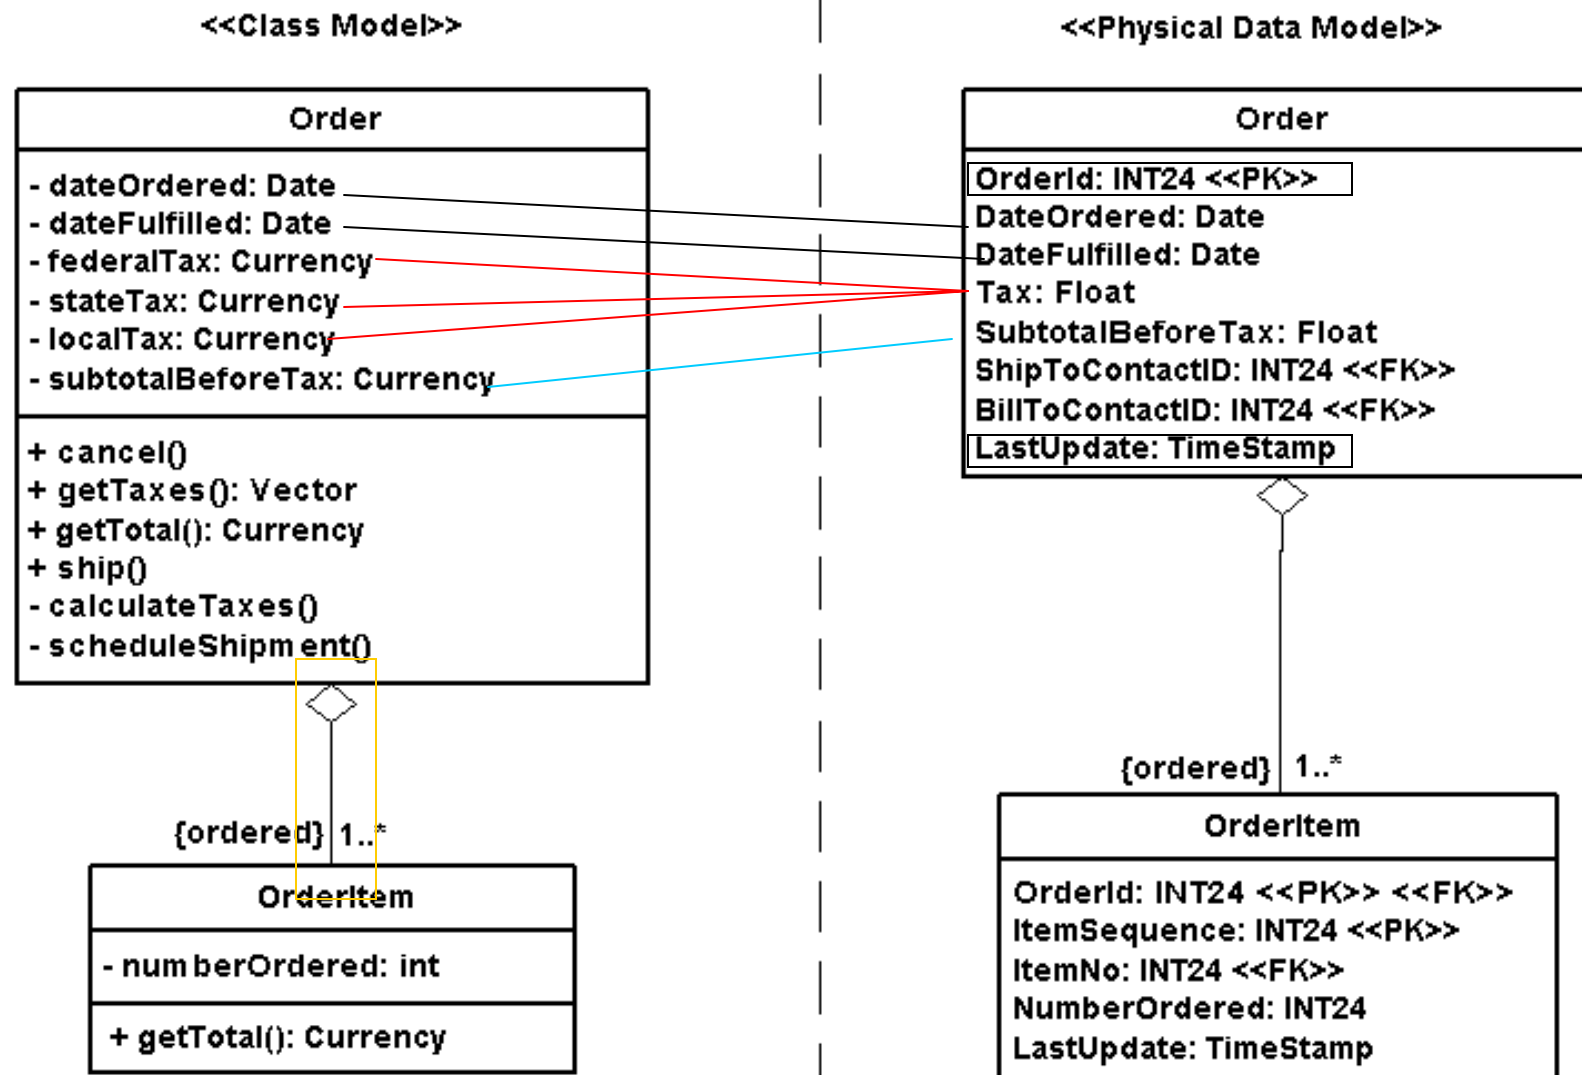 <<Class Model>>
Order
- dateOrdered: Date
- dateFulfilled: Date
- federalTax: Currency
- stateTax: Currency
- localTax: Currency
- subtotalBeforeTax: Currency
+ cancel()
+ getTaxes(): Vector
+ getTotal(): Currency
+ ship()
- calculateTaxes()
- scheduleShipment()
{ordered} 1..*
OrderItem
- numberOrdered: int
+ getTotal(): Currency
<<Physical Data Model>>
Order
OrderId: INT24 <<PK>>
DateOrdered: Date
DateFulfilled: Date
Tax: Float
SubtotalBeforeTax: Float
ShipToContactID: INT24 <<FK>>
BillToContactID: INT24 <<FK>>
LastUpdate: TimeStamp
{ordered} 1..*
OrderItem
OrderId: INT24 <<PK>> <<FK>>
ItemSequence: INT24 <<PK>>
ItemNo: INT24 <<FK>>
NumberOrdered: INT24
LastUpdate: TimeStamp